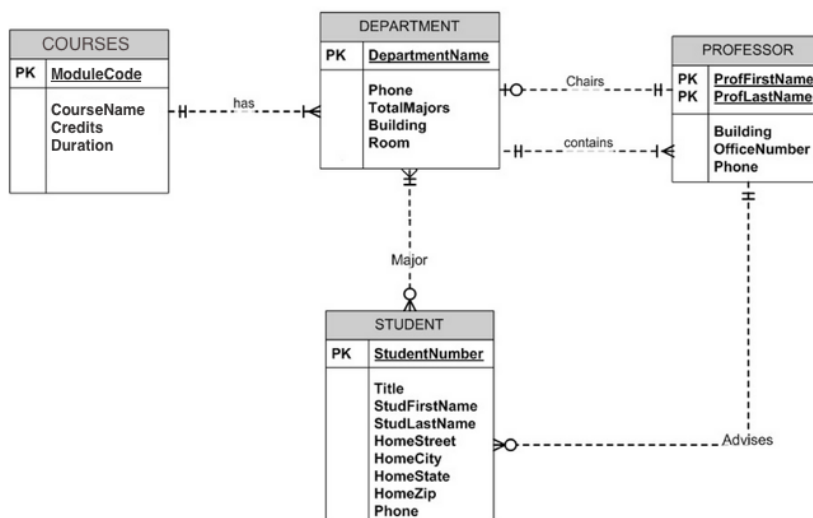 COURSES
PK ModuleCode
CourseName
Credits
Duration
has
DEPARTMENT
PK DepartmentName
Phone
TotalMajors
Building
Room
Chairs
contains
PROFESSOR
PK ProfFirstName
PK ProfLastName
Building
OfficeNumber
Phone
Major
STUDENT
PK StudentNumber
Title
StudFirstName
StudLastName
HomeStreet
HomeCity
HomeState
HomeZip
Phone
Advises